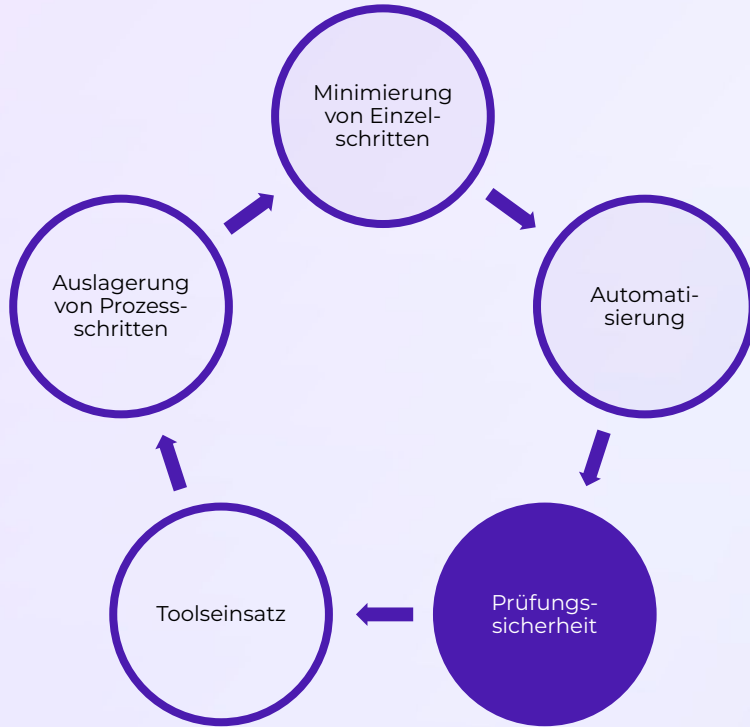 Minimierung
von Einzel-
schritten
Automati-
sierung
Prüfungs-
sicherheit
Toolseinsatz
Auslagerung
von Prozess-
schritten